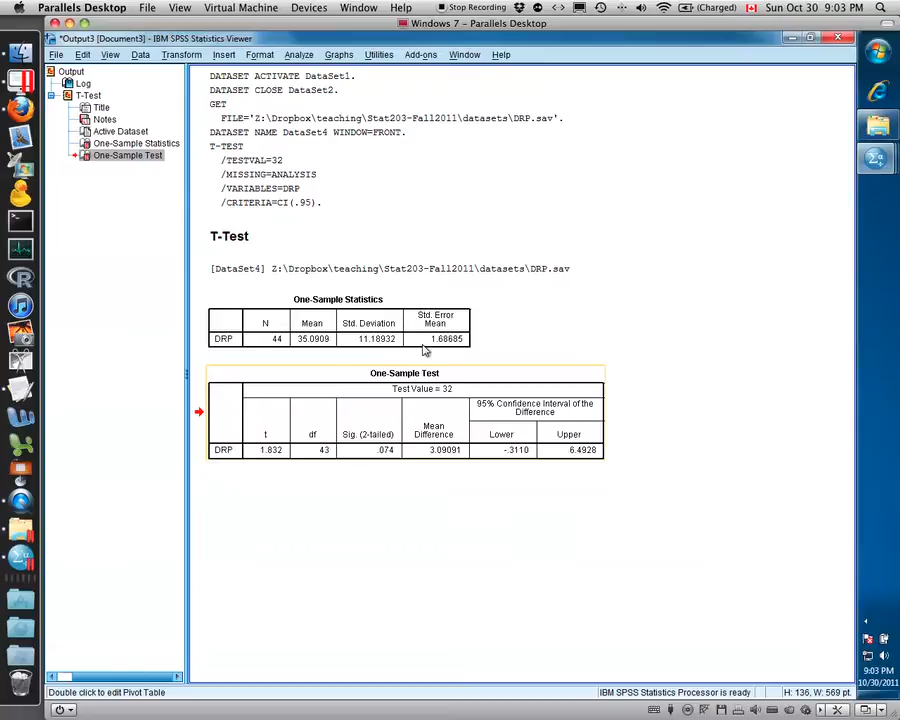 Parallels Desktop File View Virtual Machine Devices Window Help Stop Recording (Charged) Sun Oct 30 9:03 PM
Windows 7 - Parallels Desktop
*Output3 [Document3] - IBM SPSS Statistics Viewer
File Edit View Data Transform Insert Format Analyze Graphs Utilities Add-ons Window Help
Output
Log
T-Test
Title
Notes
Active Dataset
One-Sample Statistics
One-Sample Test
DATASET ACTIVATE DataSet1.
DATASET CLOSE DataSet2.
GET
FILE='Z:\Dropbox\teaching\Stat203-Fall2011\datasets\DRP.sav'.
DATASET NAME DataSet4 WINDOW=FRONT.
T-TEST
/TESTVAL=32
/MISSING=ANALYSIS
/VARIABLES=DRP
/CRITERIA=CI(.95).
T-Test
[DataSet4] Z:\Dropbox\teaching\Stat203-Fall2011\datasets\DRP.sav
One-Sample Statistics
N Mean Std. Deviation Std. Error Mean
DRP 44 35.0909 11.18932 1.68685
One-Sample Test
Test Value = 32
95% Confidence Interval of the Difference
t df Sig. (2-tailed) Mean Difference Lower Upper
DRP 1.832 43 .074 3.09091 -.3110 6.4928
9:03 PM
10/30/2011
Double click to edit Pivot Table
IBM SPSS Statistics Processor is ready
H: 136, W: 569 pt.